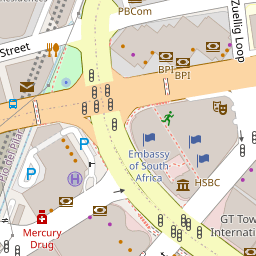 PBCom
Street
Zuellig Loop
BPI
BPI
P
P
H
Embassy
of South
Africa
HSBC
Mercury
Drug
GT Tow
Internati